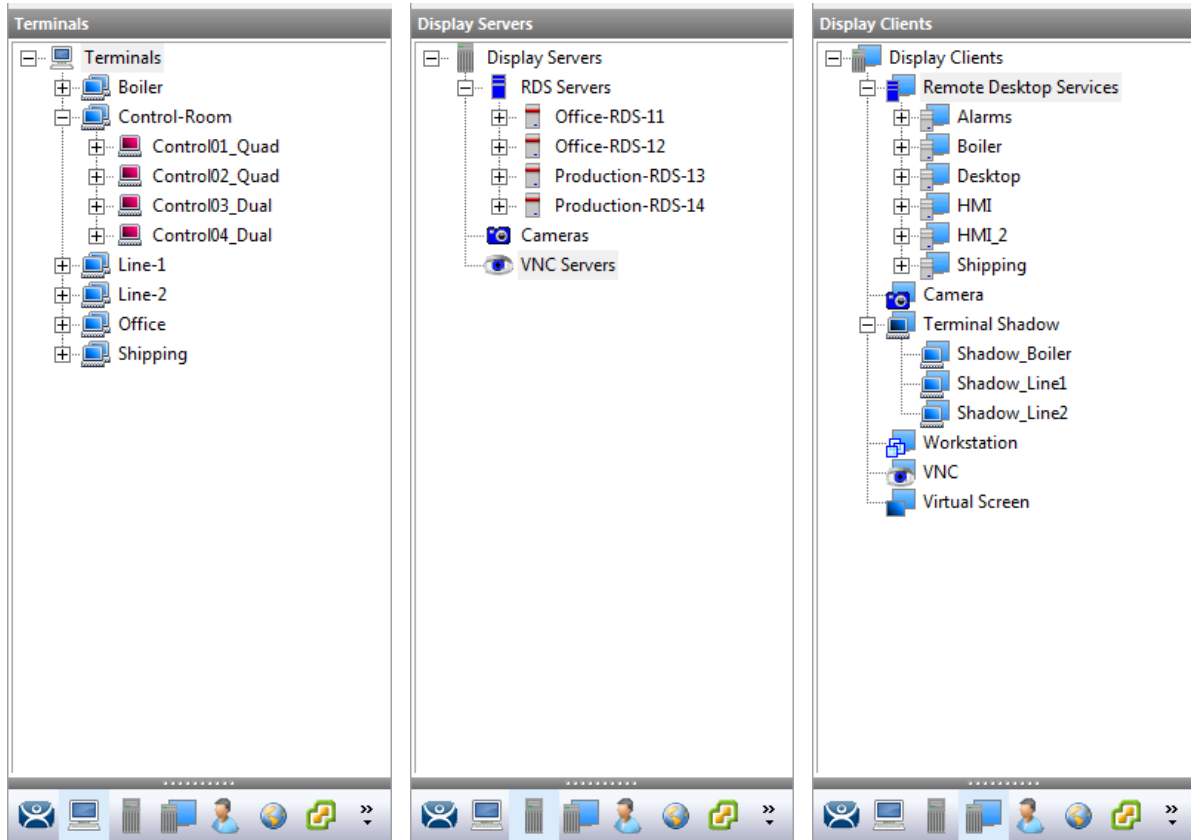 Terminals
Terminals
Boiler
Control-Room
Control01_Quad
Control02_Quad
Control03_Dual
Control04_Dual
Line-1
Line-2
Office
Shipping
Display Servers
Display Servers
RDS Servers
Office-RDS-11
Office-RDS-12
Production-RDS-13
Production-RDS-14
Cameras
VNC Servers
Display Clients
Display Clients
Remote Desktop Services
Alarms
Boiler
Desktop
HMI
HMI_2
Shipping
Camera
Terminal Shadow
Shadow_Boiler
Shadow_Line1
Shadow_Line2
Workstation
VNC
Virtual Screen